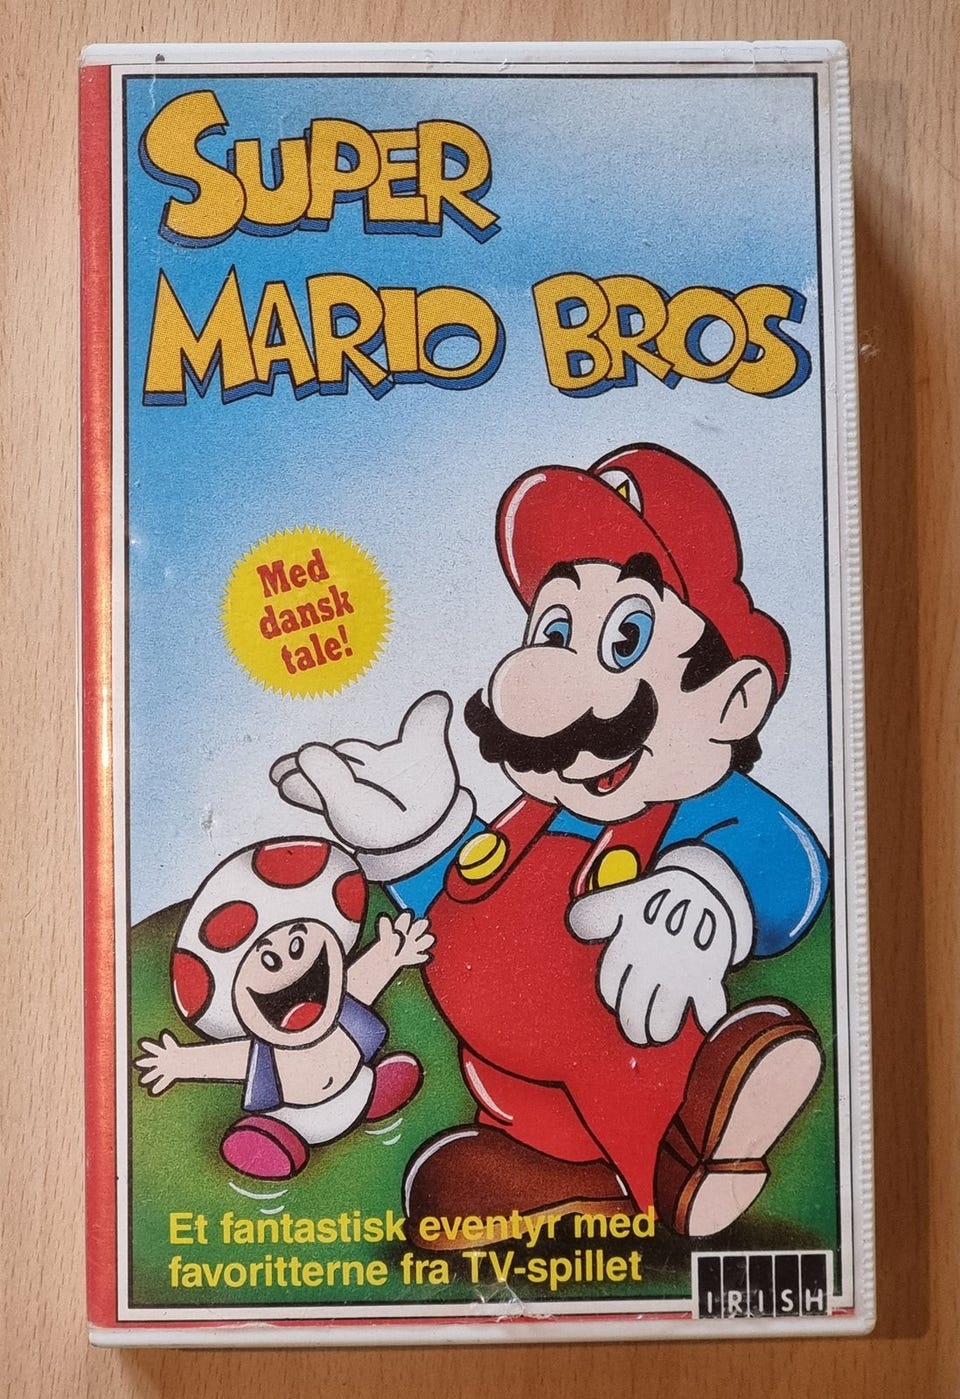 SUPER
MARIO BROS
Med
dansk
tale!
Et fantastisk eventyr med
favoritterne fra TV-spillet
IRISH